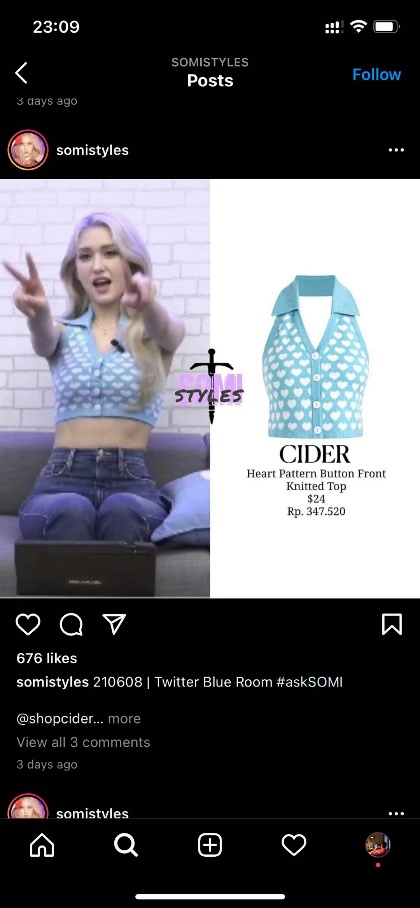 23:09
SOMISTYLES
Posts
Follow
3 days ago
somistyles
SOMI
STYLES
CIDER
Heart Pattern Button Front
Knitted Top
$24
Rp. 347.520
676 likes
somistyles 210608 | Twitter Blue Room #askSOMI
@shopcider... more
View all 3 comments
3 days ago
somistyles